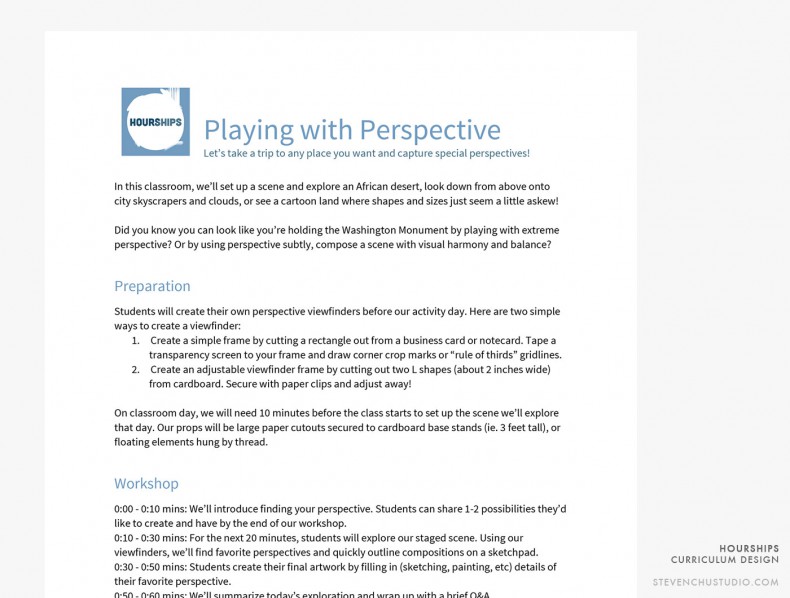 HOURSHIPS
Playing with Perspective
Let's take a trip to any place you want and capture special perspectives!
In this classroom, we'll set up a scene and explore an African desert, look down from above onto
city skyscrapers and clouds, or see a cartoon land where shapes and sizes just seem a little askew!
Did you know you can look like you're holding the Washington Monument by playing with extreme
perspective? Or by using perspective subtly, compose a scene with visual harmony and balance?
Preparation
Students will create their own perspective viewfinders before our activity day. Here are two simple
ways to create a viewfinder:
1. Create a simple frame by cutting a rectangle out from a business card or notecard. Tape a
transparency screen to your frame and draw corner crop marks or “rule of thirds” gridlines.
2. Create an adjustable viewfinder frame by cutting out two L shapes (about 2 inches wide)
from cardboard. Secure with paper clips and adjust away!
On classroom day, we will need 10 minutes before the class starts to set up the scene we'll explore
that day. Our props will be large paper cutouts secured to cardboard base stands (ie. 3 feet tall), or
floating elements hung by thread.
Workshop
0:00 - 0:10 mins: We'll introduce finding your perspective. Students can share 1-2 possibilities they'd
like to create and have by the end of our workshop.
0:10 - 0:30 mins: For the next 20 minutes, students will explore our staged scene. Using our
viewfinders, we'll find favorite perspectives and quickly outline compositions on a sketchpad.
0:30 - 0:50 mins: Students create their final artwork by filling in (sketching, painting, etc) details of
their favorite perspective.
0:50 - 0:60 mins: We'll summarize today's exploration and wrap up with a brief Q&A.
HOURSHIPS
CURRICULUM DESIGN
STEVENCHUSTUDIO.COM